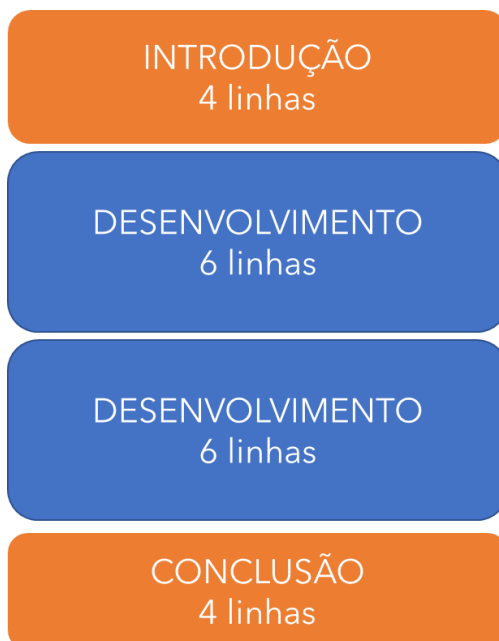 INTRODUÇÃO
4 linhas
DESENVOLVIMENTO
6 linhas
DESENVOLVIMENTO
6 linhas
CONCLUSÃO
4 linhas